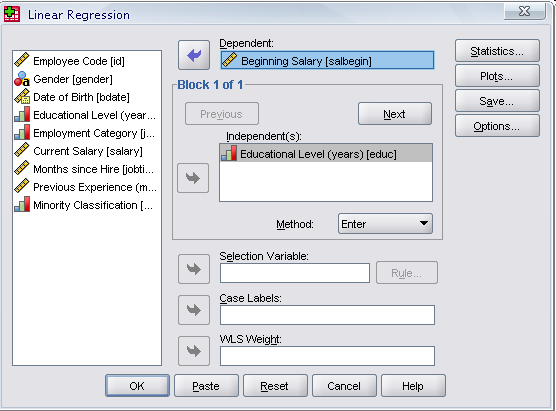 Linear Regression
Employee Code [id]
Gender [gender]
Date of Birth [bdate]
Educational Level (year...
Employment Category [j...
Current Salary [salary]
Months since Hire [jobti...
Previous Experience (m...
Minority Classification [...
Dependent:
Beginning Salary [salbegin]
Block 1 of 1
Previous
Next
Independent(s):
Educational Level (years) [educ]
Method:
Enter
Selection Variable:
Rule...
Case Labels:
WLS Weight:
Statistics...
Plots...
Save...
Options...
OK
Paste
Reset
Cancel
Help